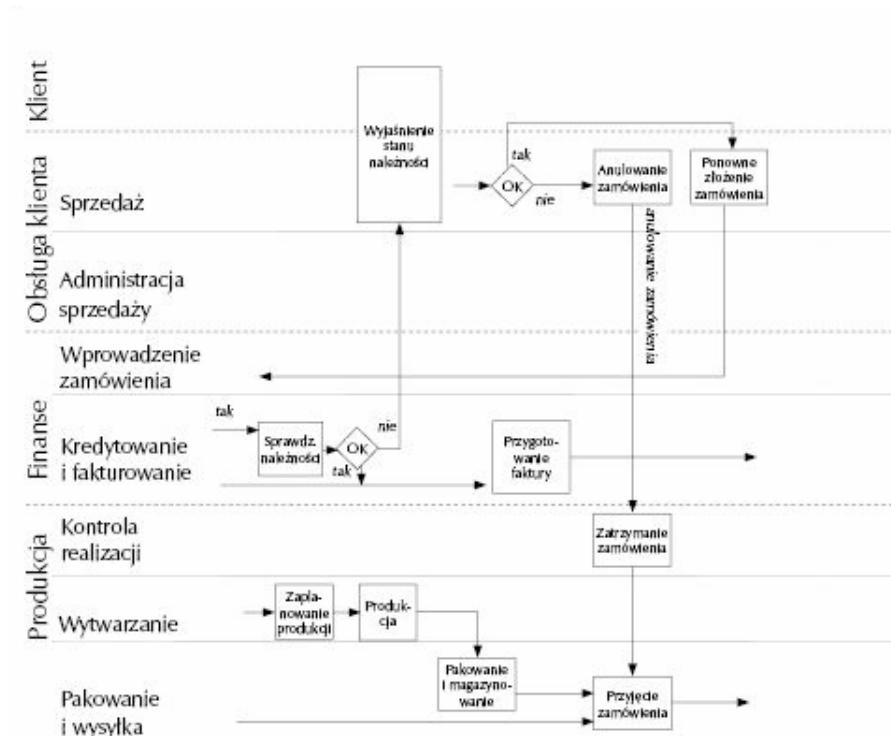 Klient
Wyjaśnienie
stanu
należności
tak
OK
nie
Anulowanie
zamówienia
Ponowne
złożenie
zamówienia
Obsługa klienta
Sprzedaż
anulowanie zamówienia
Administracja
sprzedaży
Wprowadzenie
zamówienia
Finanse
tak
Sprawdz.
należności
OK
nie
tak
Kredytowanie
i fakturowanie
Przygoto-
wanie
faktury
Produkcja
Kontrola
realizacji
Zatrzymanie
zamówienia
Wytwarzanie
Zapla-
nowanie
produkcji
Produk-
cja
Pakowanie
i magazyno-
wanie
Przyjęcie
zamówienia
Pakowanie
i wysyłka